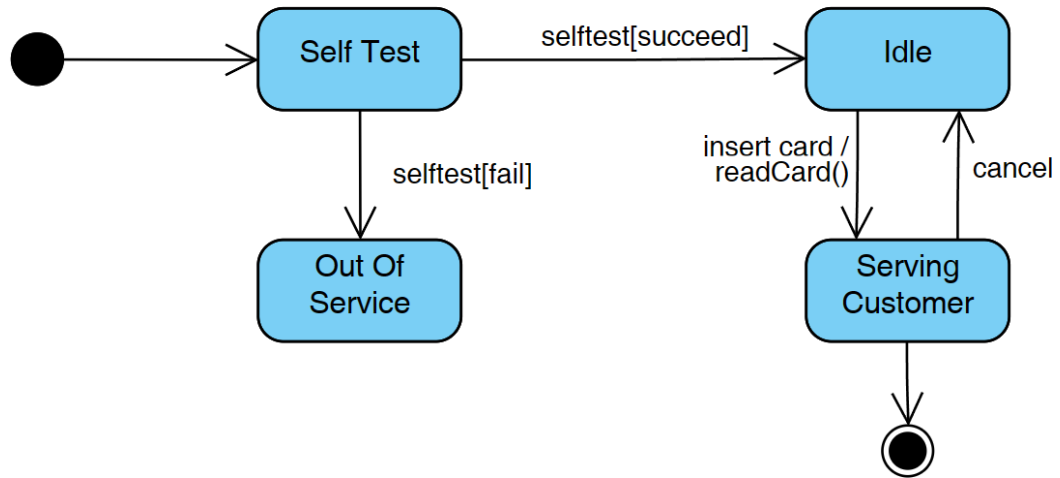 Self Test
selftest[succeed]
Idle
insert card /
readCard()
cancel
selftest[fail]
Out Of
Service
Serving
Customer